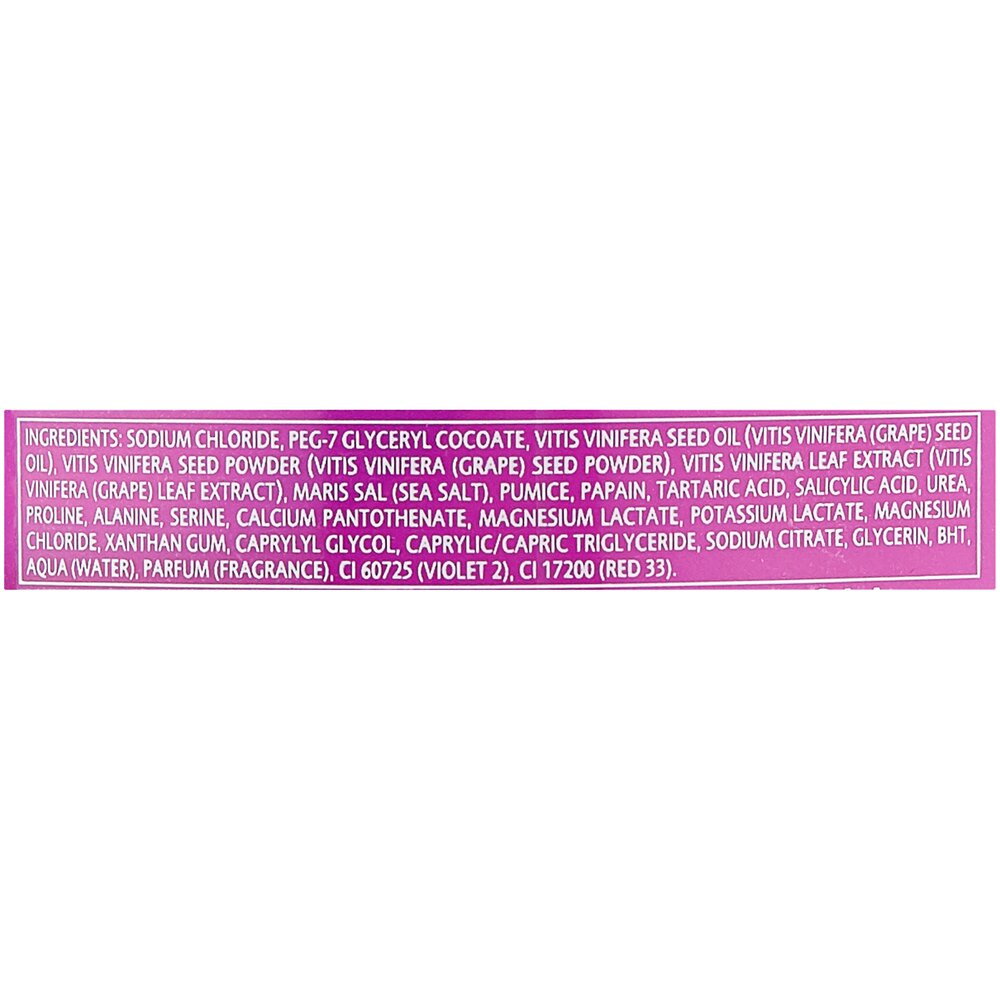 INGREDIENTS: SODIUM CHLORIDE, PEG-7 GLYCERYL COCOATE, VITIS VINIFERA SEED OIL (VITIS VINIFERA (GRAPE) SEED
OIL), VITIS VINIFERA SEED POWDER (VITIS VINIFERA (GRAPE) SEED POWDER), VITIS VINIFERA LEAF EXTRACT (VITIS
VINIFERA (GRAPE) LEAF EXTRACT), MARIS SAL (SEA SALT), PUMICE, PAPAIN, TARTARIC ACID, SALICYLIC ACID, UREA,
PROLINE, ALANINE, SERINE, CALCIUM PANTOTHENATE, MAGNESIUM LACTATE, POTASSIUM LACTATE, MAGNESIUM
CHLORIDE, XANTHAN GUM, CAPRYLYL GLYCOL, CAPRYLIC/CAPRIC TRIGLYCERIDE, SODIUM CITRATE, GLYCERIN, BHT,
AQUA (WATER), PARFUM (FRAGRANCE), CI 60725 (VIOLET 2), CI 17200 (RED 33).